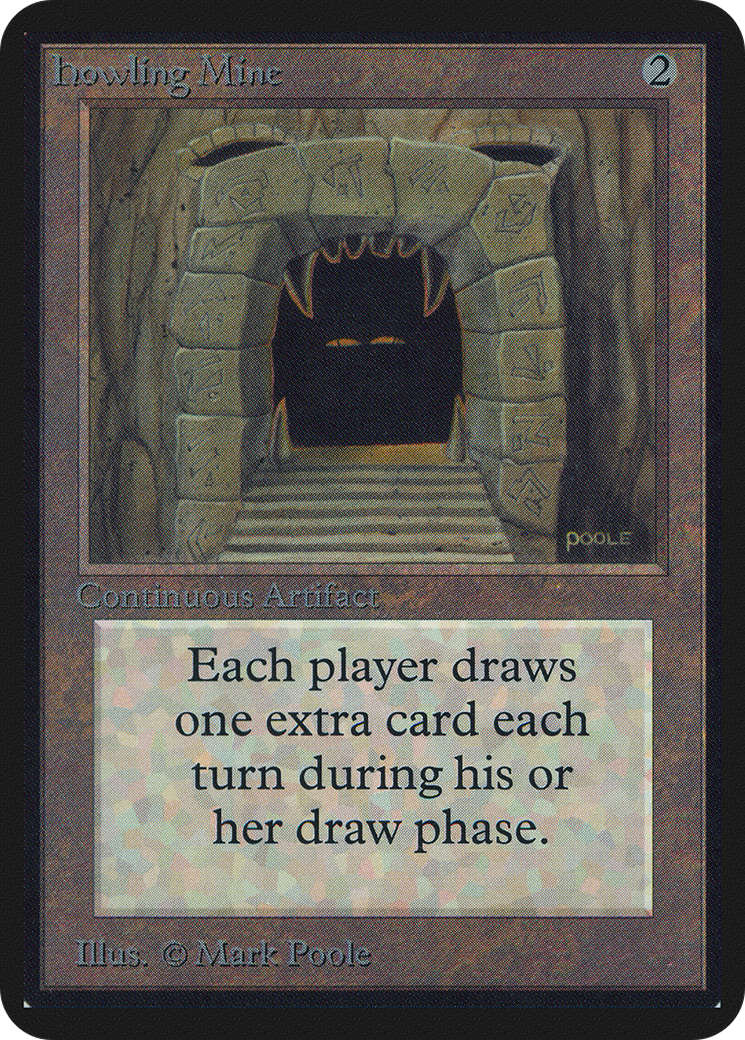 Howling Mine
2
POOLE
Continuous Artifact
Each player draws
one extra card each
turn during his or
her draw phase.
Illus. © Mark Poole